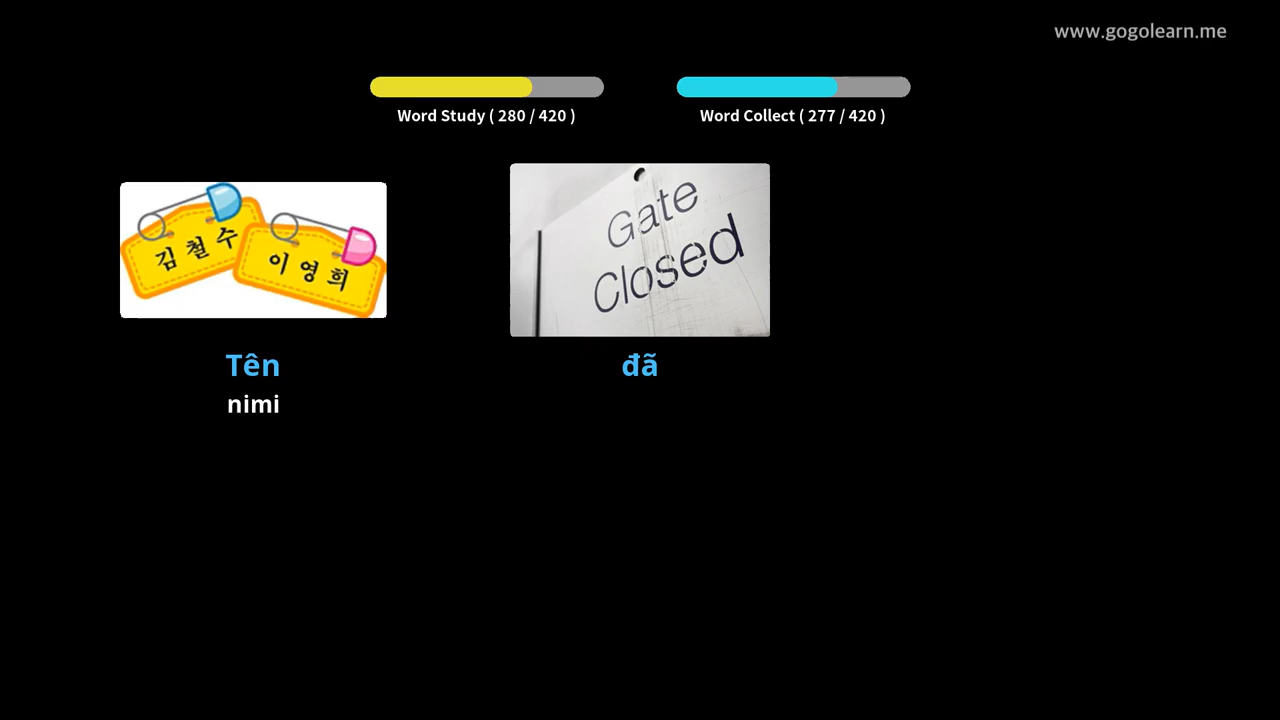 www.gogolearn.me
Word Study ( 280 / 420 )
Word Collect ( 277 / 420 )
김철수
이영희
Gate
Closed
Tên
đã
nimi